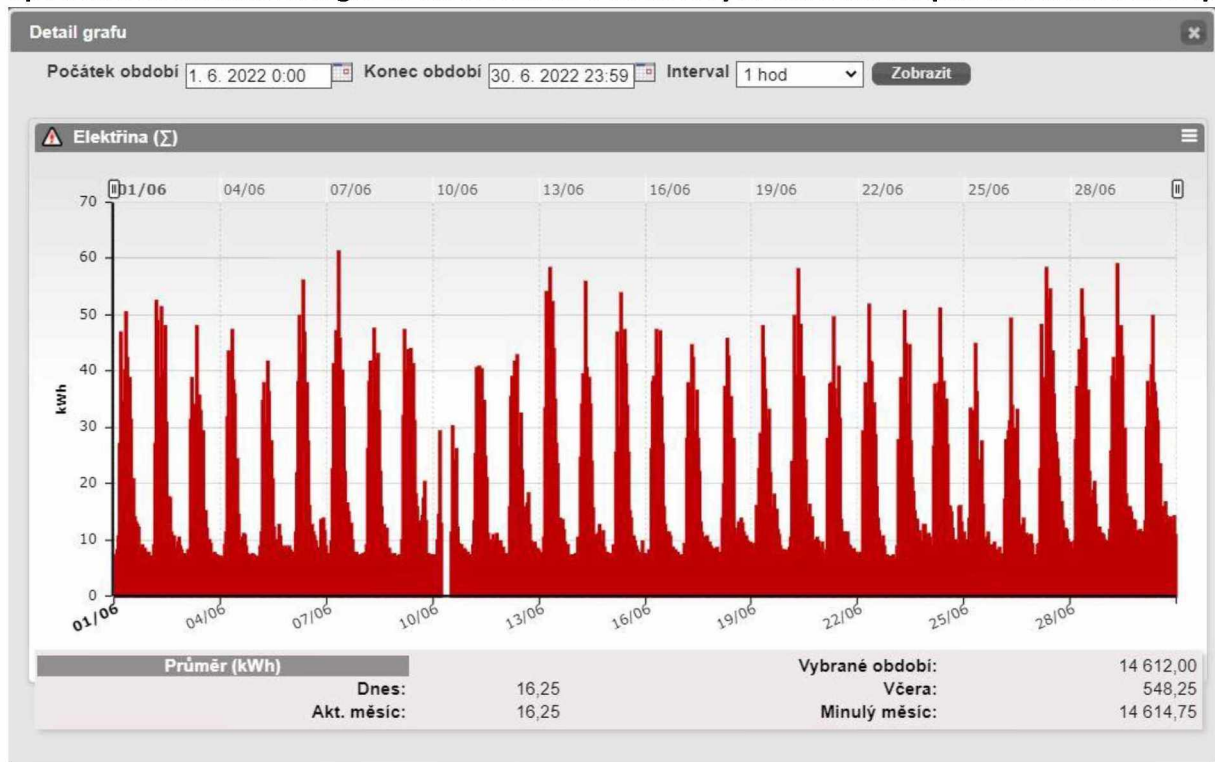 Detail grafu
Počátek období 1. 6. 2022 0:00 Konec období 30. 6. 2022 23:59 Interval 1 hod Zobrazit
Elektřina (∑)
01/06 04/06 07/06 10/06 13/06 16/06 19/06 22/06 25/06 28/06
70
60
50
40
30
20
10
0
kWh
01/06 04/06 07/06 10/06 13/06 16/06 19/06 22/06 25/06 28/06
Průměr (kWh) Vybrané období: 14 612,00
Dnes: 16,25 Včera: 548,25
Akt. měsíc: 16,25 Minulý měsíc: 14 614,75